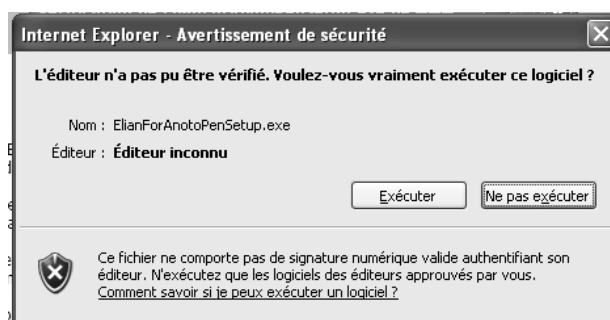 Internet Explorer - Avertissement de sécurité
L'éditeur n'a pas pu être vérifié. Voulez-vous vraiment exécuter ce logiciel ?
Nom : ElianForAnotoPenSetup.exe
Éditeur : Éditeur inconnu
Exécuter
Ne pas exécuter
Ce fichier ne comporte pas de signature numérique valide authentifiant son
éditeur. N'exécutez que les logiciels des éditeurs approuvés par vous.
Comment savoir si je peux exécuter un logiciel ?